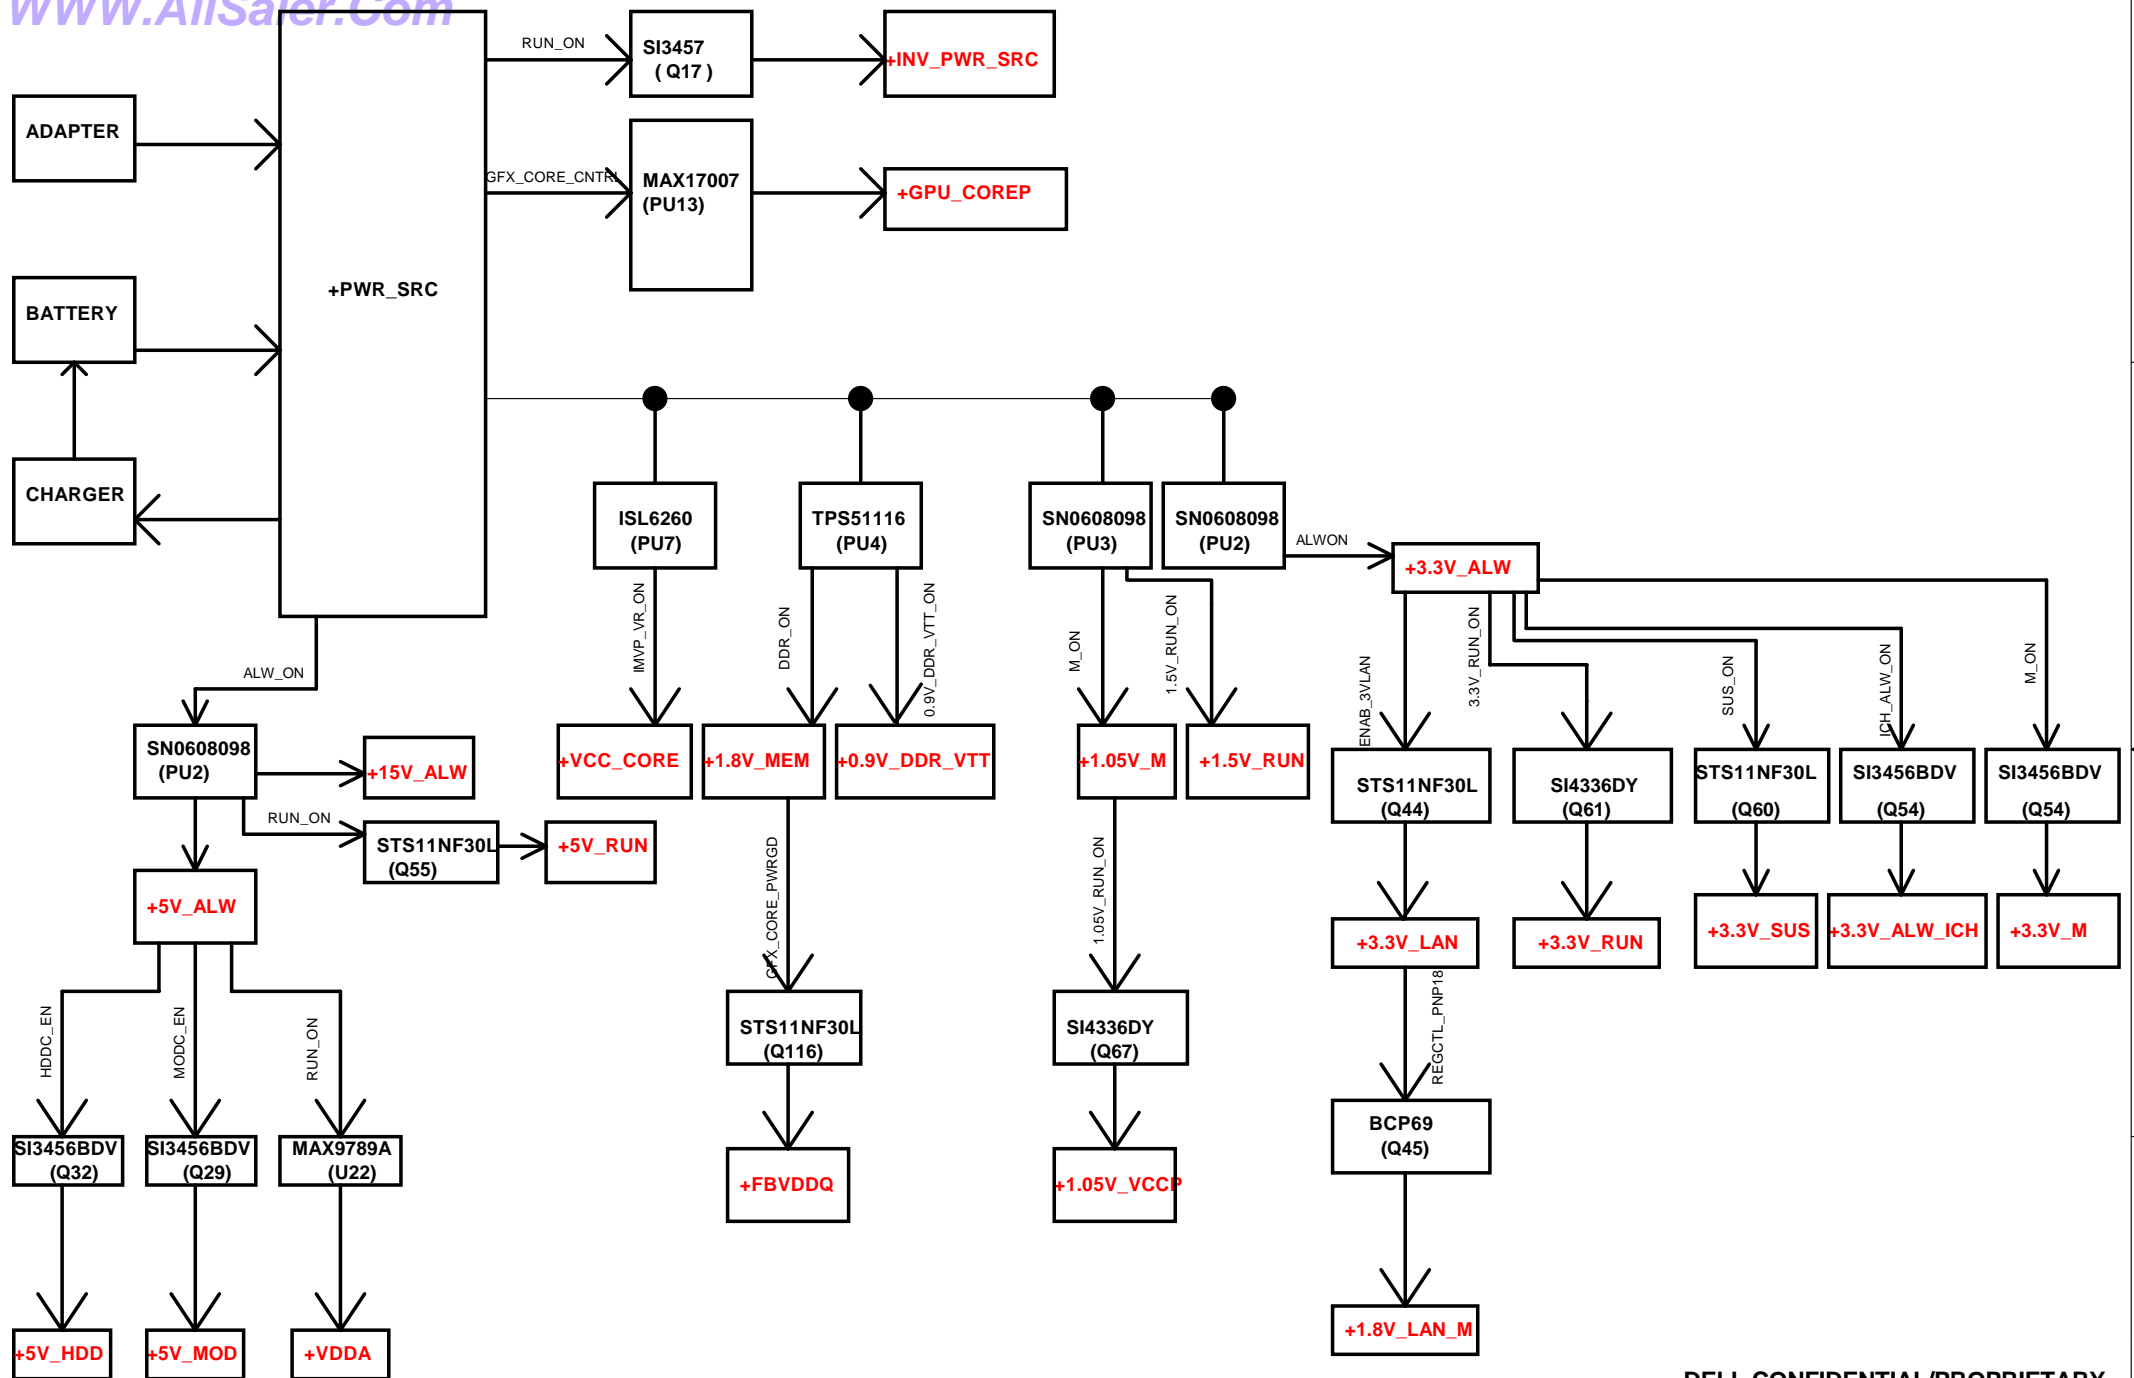 WWW.AllSaler.Com
RUN_ON
SI3457
( Q17 )
+INV_PWR_SRC
ADAPTER
GFX_CORE_CNTRL
MAX17007
(PU13)
+GPU_COREP
+PWR_SRC
BATTERY
CHARGER
ISL6260
(PU7)
TPS51116
(PU4)
SN0608098
(PU3)
SN0608098
(PU2)
ALWON
+3.3V_ALW
ALW_ON
IMVP_VR_ON
DDR_ON
0.9V_DDR_VTT_ON
M_ON
1.5V_RUN_ON
ENAB_3VLAN
3.3V_RUN_ON
SUS_ON
ICH_ALW_ON
M_ON
SN0608098
(PU2)
+15V_ALW
+VCC_CORE
+1.8V_MEM
+0.9V_DDR_VTT
+1.05V_M
+1.5V_RUN
STS11NF30L
(Q44)
SI4336DY
(Q61)
STS11NF30L
(Q60)
SI3456BDV
(Q54)
SI3456BDV
(Q54)
RUN_ON
STS11NF30L
(Q55)
+5V_RUN
+5V_ALW
GFX_CORE_PWRGD
1.05V_RUN_ON
+3.3V_LAN
+3.3V_RUN
+3.3V_SUS
+3.3V_ALW_ICH
+3.3V_M
HDDC_EN
MODC_EN
RUN_ON
STS11NF30L
(Q116)
SI4336DY
(Q67)
REGCTL_PNP18
SI3456BDV
(Q32)
SI3456BDV
(Q29)
MAX9789A
(U22)
BCP69
(Q45)
+FBVDDQ
+1.05V_VCCP
+5V_HDD
+5V_MOD
+VDDA
+1.8V_LAN_M
DELL CONFIDENTIAL/PROPRIETARY